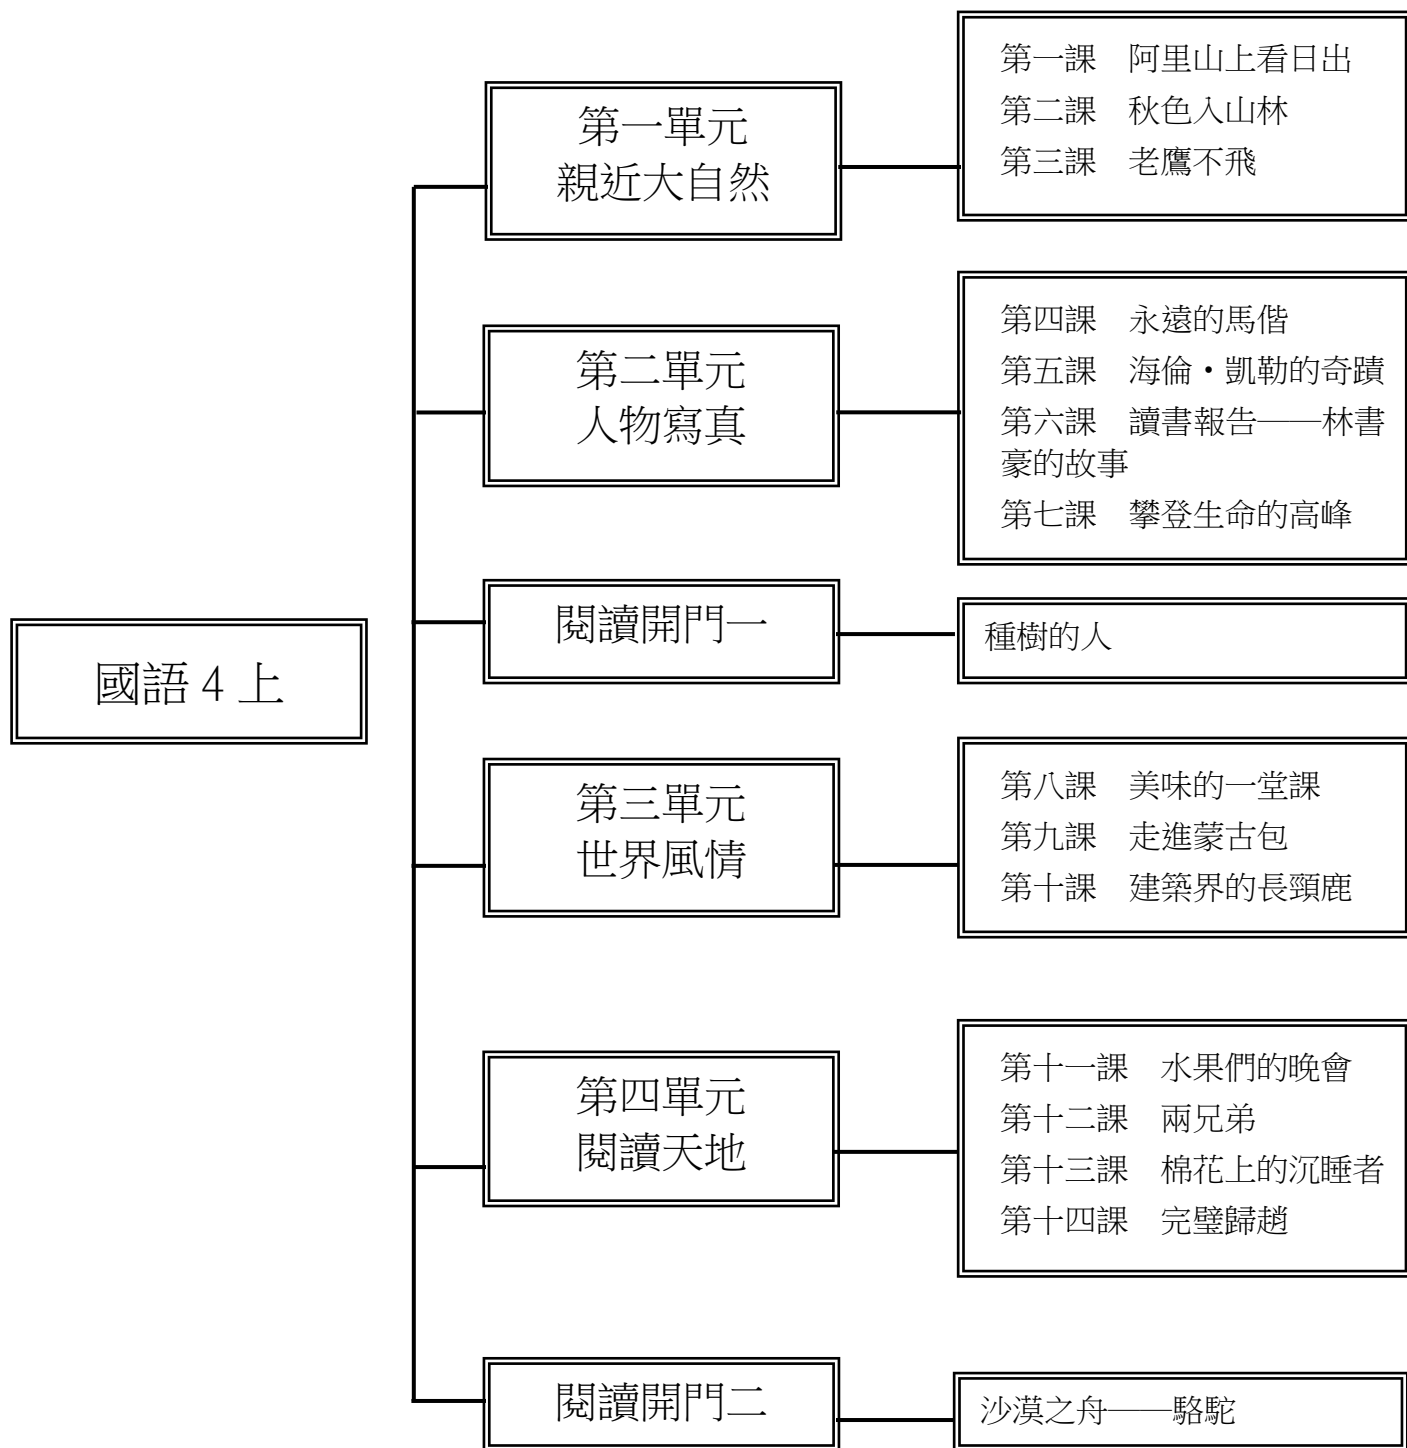 國語 4 上
第一單元
親近大自然
第一課　阿里山上看日出
第二課　秋色入山林
第三課　老鷹不飛
第二單元
人物寫真
第四課　永遠的馬偕
第五課　海倫‧凱勒的奇蹟
第六課　讀書報告──林書
豪的故事
第七課　攀登生命的高峰
閱讀開門一
種樹的人
第三單元
世界風情
第八課　美味的一堂課
第九課　走進蒙古包
第十課　建築界的長頸鹿
第四單元
閱讀天地
第十一課　水果們的晚會
第十二課　兩兄弟
第十三課　棉花上的沉睡者
第十四課　完璧歸趙
閱讀開門二
沙漠之舟──駱駝